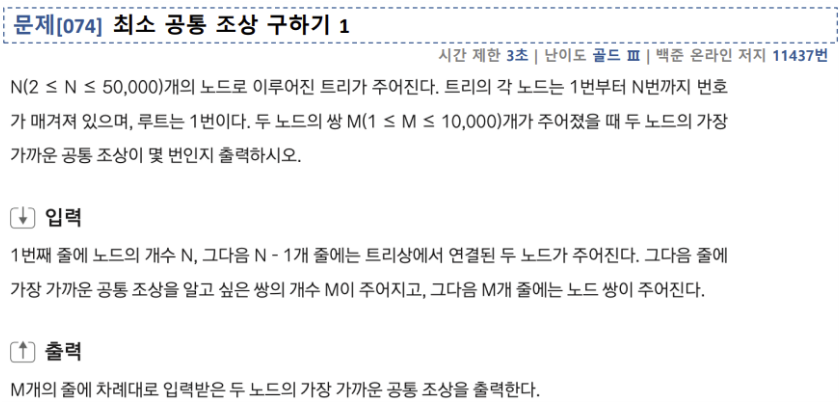 문제[074] 최소 공통 조상 구하기 1
시간 제한 3초 | 난이도 골드 Ⅲ | 백준 온라인 저지 11437번
N(2 ≤ N ≤ 50,000)개의 노드로 이루어진 트리가 주어진다. 트리의 각 노드는 1번부터 N번까지 번호
가 매겨져 있으며, 루트는 1번이다. 두 노드의 쌍 M(1 ≤ M ≤ 10,000)개가 주어졌을 때 두 노드의 가장
가까운 공통 조상이 몇 번인지 출력하시오.
입력
1번째 줄에 노드의 개수 N, 그다음 N - 1개 줄에는 트리상에서 연결된 두 노드가 주어진다. 그다음 줄에
가장 가까운 공통 조상을 알고 싶은 쌍의 개수 M이 주어지고, 그다음 M개 줄에는 노드 쌍이 주어진다.
출력
M개의 줄에 차례대로 입력받은 두 노드의 가장 가까운 공통 조상을 출력한다.